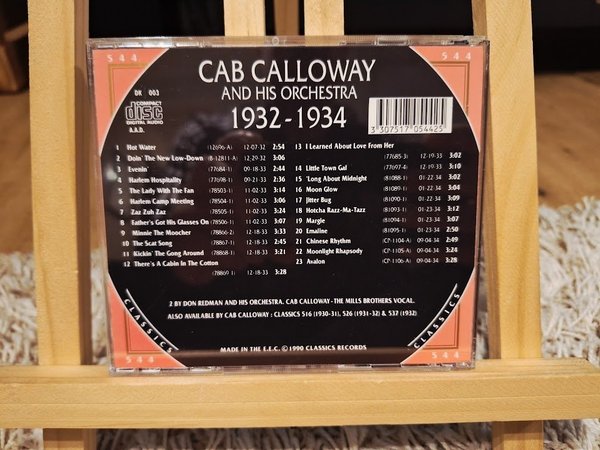 544
544
DK 003
COMPACT
disc
DIGITAL AUDIO
A.A.D.
CAB CALLOWAY
AND HIS ORCHESTRA
1932-1934
3 307517 054425
1 Hot Water (12696-A) 12-07-32 2:54
2 Doin' The New Low-Down (B-12811-A) 12-29-32 3:06
3 Evenin' (77684-1) 09-18-33 2:44
4 Harlem Hospitality (77698-1) 09-21-33 2:36
5 The Lady With The Fan (78503-1) 11-02-33 3:14
6 Harlem Camp Meeting (78504-1) 11-02-33 3:06
7 Zaz Zuh Zaz (78505-1) 11-02-33 3:24
8 Father's Got His Glasses On (78506-1) 11-02-33 3:08
9 Minnie The Moocher (78866-2) 12-18-33 3:08
10 The Scat Song (78867-1) 12-18-33 2:45
11 Kickin' The Gong Around (78868-1) 12-18-33 3:21
12 There's A Cabin In The Cotton
(78869-1) 12-18-33 3:28
13 I Learned About Love From Her
(77685-3) 12-19-33 3:02
14 Little Town Gal (77697-4) 12-19-33 3:10
15 'Long About Midnight (81088-1) 01-22-34 3:02
16 Moon Glow (81089-1) 01-22-34 3:04
17 Jitter Bug (81090-1) 01-22-34 3:09
18 Hotcha Razz-Ma-Tazz (81093-1) 01-23-34 3:12
19 Margie (81094-1) 01-23-34 3:07
20 Emaline (81095-1) 01-23-34 2:50
21 Chinese Rhythm (CP-1104-A) 09-04-34 2:49
22 Moonlight Rhapsody (CP-1105-A) 09-04-34 3:24
23 Avalon (CP-1106-A) 09-04-34 3:28
2 BY DON REDMAN AND HIS ORCHESTRA. CAB CALLOWAY-THE MILLS BROTHERS VOCAL.
ALSO AVAILABLE BY CAB CALLOWAY : CLASSICS 516 (1930-31), 526 (1931-32) & 537 (1932)
CLASSICS
CLASSICS
MADE IN THE E.E.C. © 1990 CLASSICS RECORDS
544
544